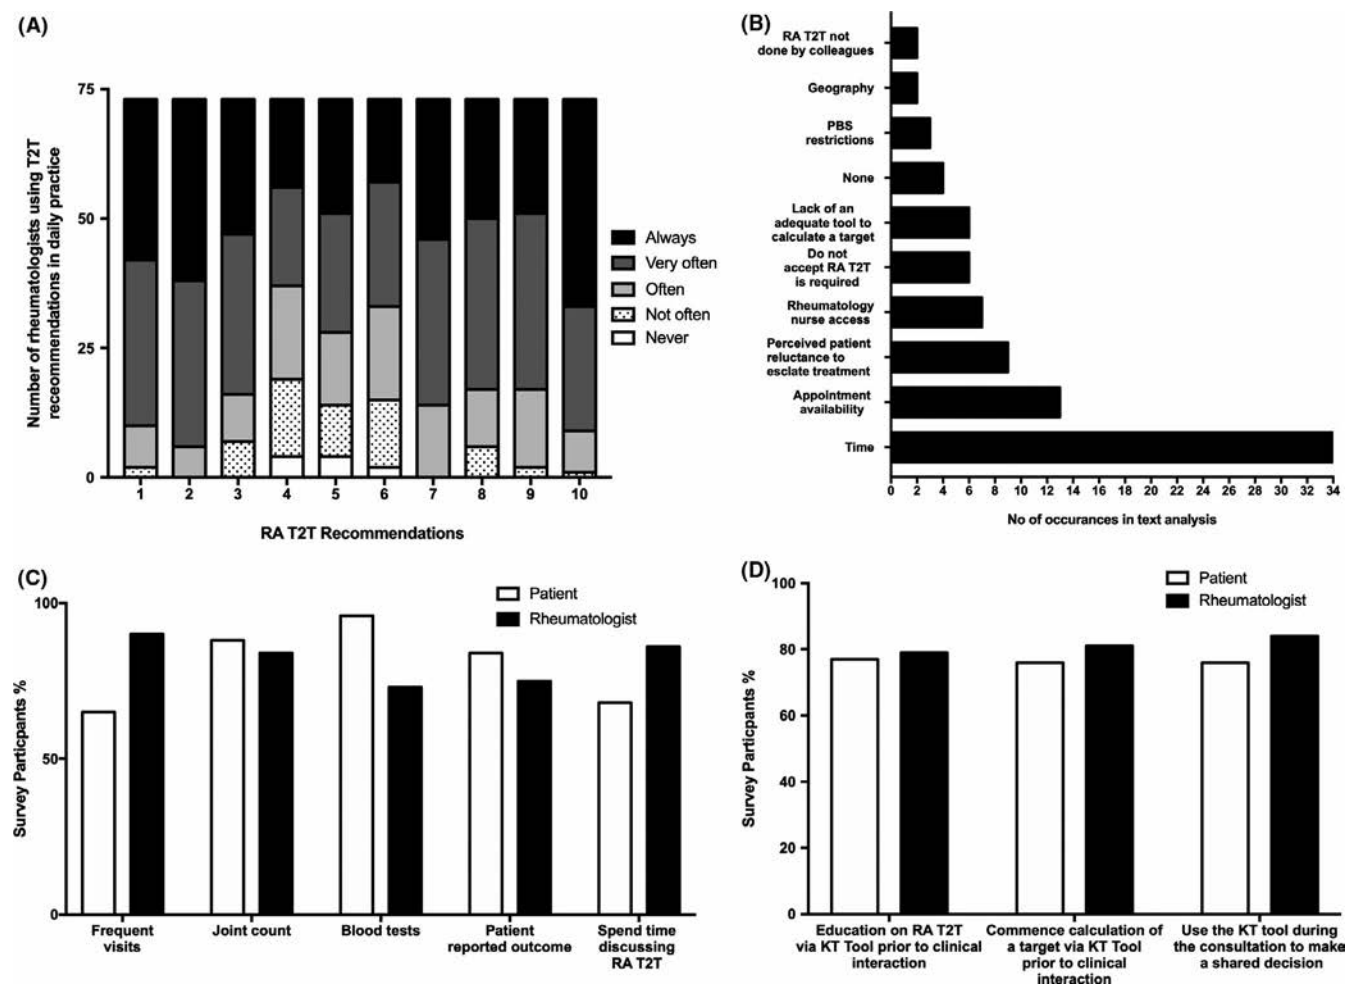 (A)
75
50
25
0
Number of rheumatologists using T2T
receommendations in daily practice
1 2 3 4 5 6 7 8 9 10
RA T2T Recommendations
Always
Very often
Often
Not often
Never
(B)
RA T2T not
done by colleagues
Geography
PBS
restrictions
None
Lack of an
adequate tool to
calculate a target
Do not
accept RA T2T
is required
Rheumatology
nurse access
Perceived patient
reluctance to
esclate treatment
Appointment
availability
Time
0 2 4 6 8 10 12 14 16 18 20 22 24 26 28 30 32 34
No of occurances in text analysis
(C)
Patient
Rheumatologist
100
50
0
Survey Particpants %
Frequent
visits
Joint count
Blood tests
Patient
reported outcome
Spend time
discussing
RA T2T
(D)
Patient
Rheumatologist
100
80
60
40
20
0
Survey Participants %
Education on RA T2T
via KT Tool prior to clinical
interaction
Commence calculation of
a target via KT Tool
prior to clinical
interaction
Use the KT tool during
the consultation to make
a shared decision